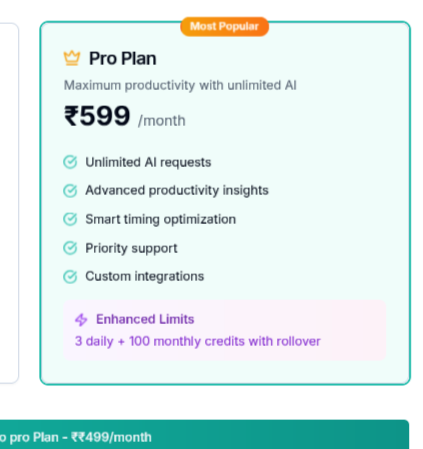 Most Popular
Pro Plan
Maximum productivity with unlimited AI
₹599 /month
Unlimited AI requests
Advanced productivity insights
Smart timing optimization
Priority support
Custom integrations
Enhanced Limits
3 daily + 100 monthly credits with rollover
o pro Plan - ₹₹499/month